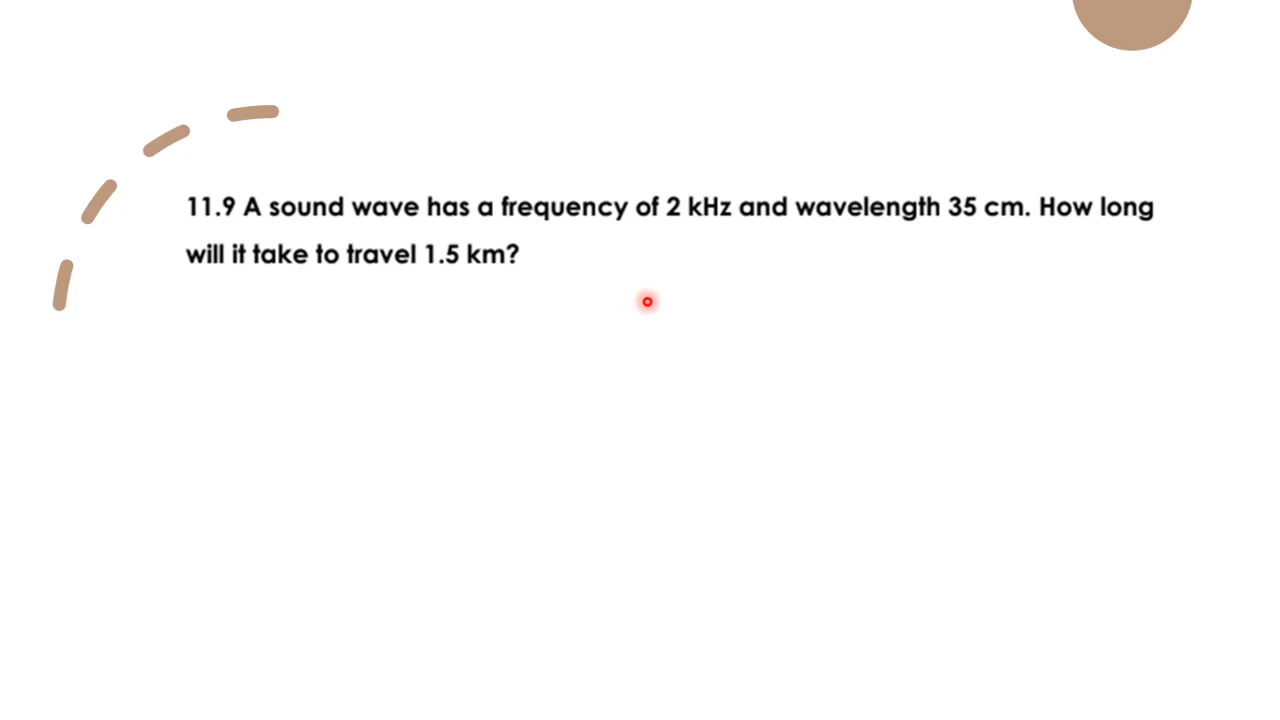 11.9 A sound wave has a frequency of 2 kHz and wavelength 35 cm. How long
will it take to travel 1.5 km?